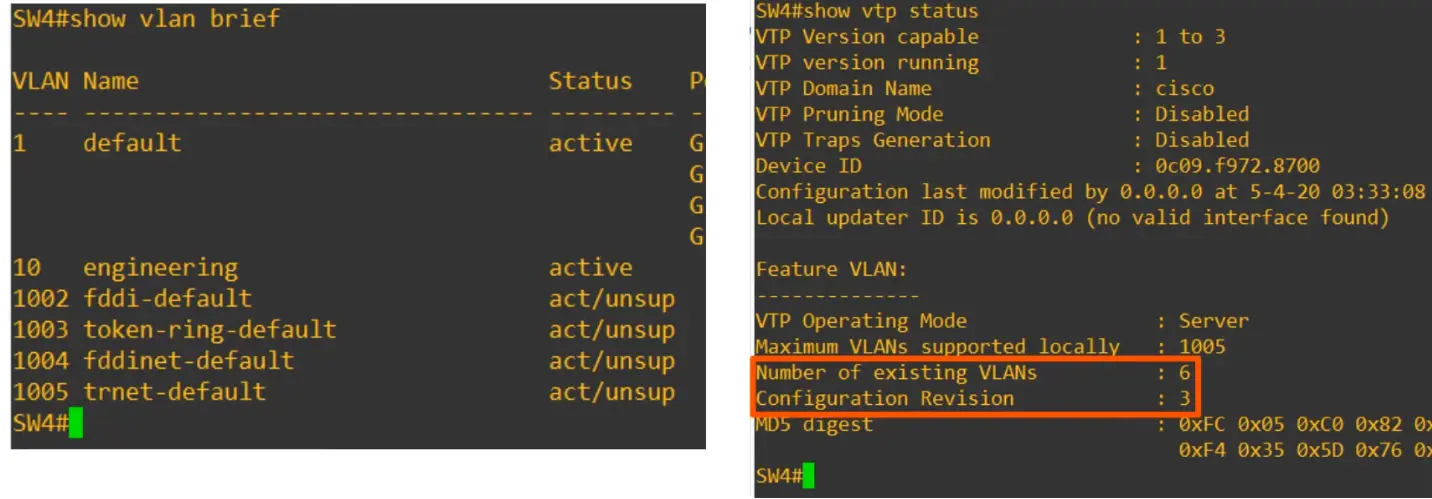 SW4#show vlan brief
VLAN Name Status
---- -------------------------------- --------- -
1 default active G
G
G
G
10 engineering active
1002 fddi-default act/unsup
1003 token-ring-default act/unsup
1004 fddinet-default act/unsup
1005 trnet-default act/unsup
SW4#
SW4#show vtp status
VTP Version capable : 1 to 3
VTP version running : 1
VTP Domain Name : cisco
VTP Pruning Mode : Disabled
VTP Traps Generation : Disabled
Device ID : 0c09.f972.8700
Configuration last modified by 0.0.0.0 at 5-4-20 03:33:08
Local updater ID is 0.0.0.0 (no valid interface found)
Feature VLAN:
--------------
VTP Operating Mode : Server
Maximum VLANs supported locally : 1005
Number of existing VLANs : 6
Configuration Revision : 3
MD5 digest : 0xFC 0x05 0xC0 0x82
0xF4 0x35 0x5D 0x76
SW4#